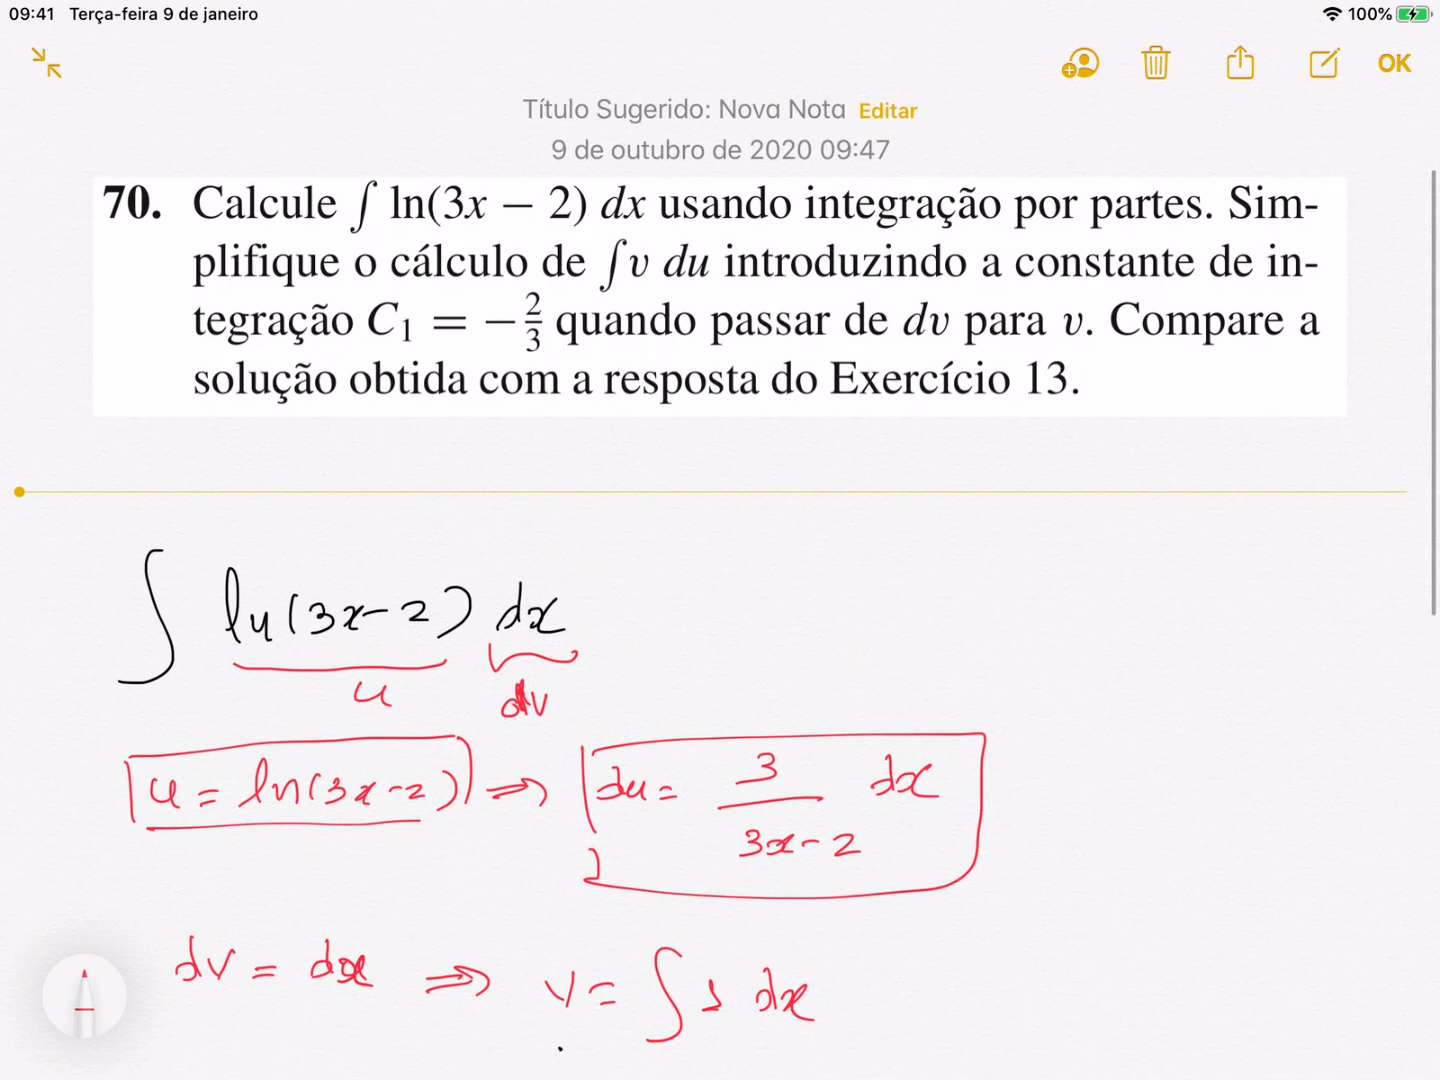 09:41 Terça-feira 9 de janeiro 100%
OK
Título Sugerido: Nova Nota Editar
9 de outubro de 2020 09:47
70. Calcule ∫ ln(3x − 2) dx usando integração por partes. Sim-
plifique o cálculo de ∫ v du introduzindo a constante de in-
tegração C₁ = −2/3 quando passar de dv para v. Compare a
solução obtida com a resposta do Exercício 13.
∫ ln(3x-2) dx
u dv
u = ln(3x-2) ⇒ du = 3/(3x-2) dx
dv = dx ⇒ v = ∫ 1 dx